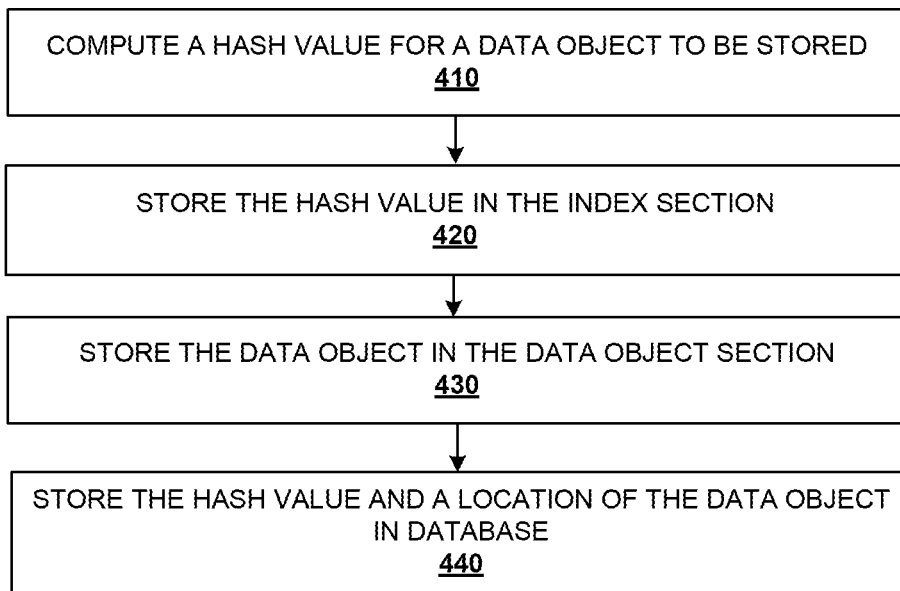 COMPUTE A HASH VALUE FOR A DATA OBJECT TO BE STORED
410
STORE THE HASH VALUE IN THE INDEX SECTION
420
STORE THE DATA OBJECT IN THE DATA OBJECT SECTION
430
STORE THE HASH VALUE AND A LOCATION OF THE DATA OBJECT
IN DATABASE
440